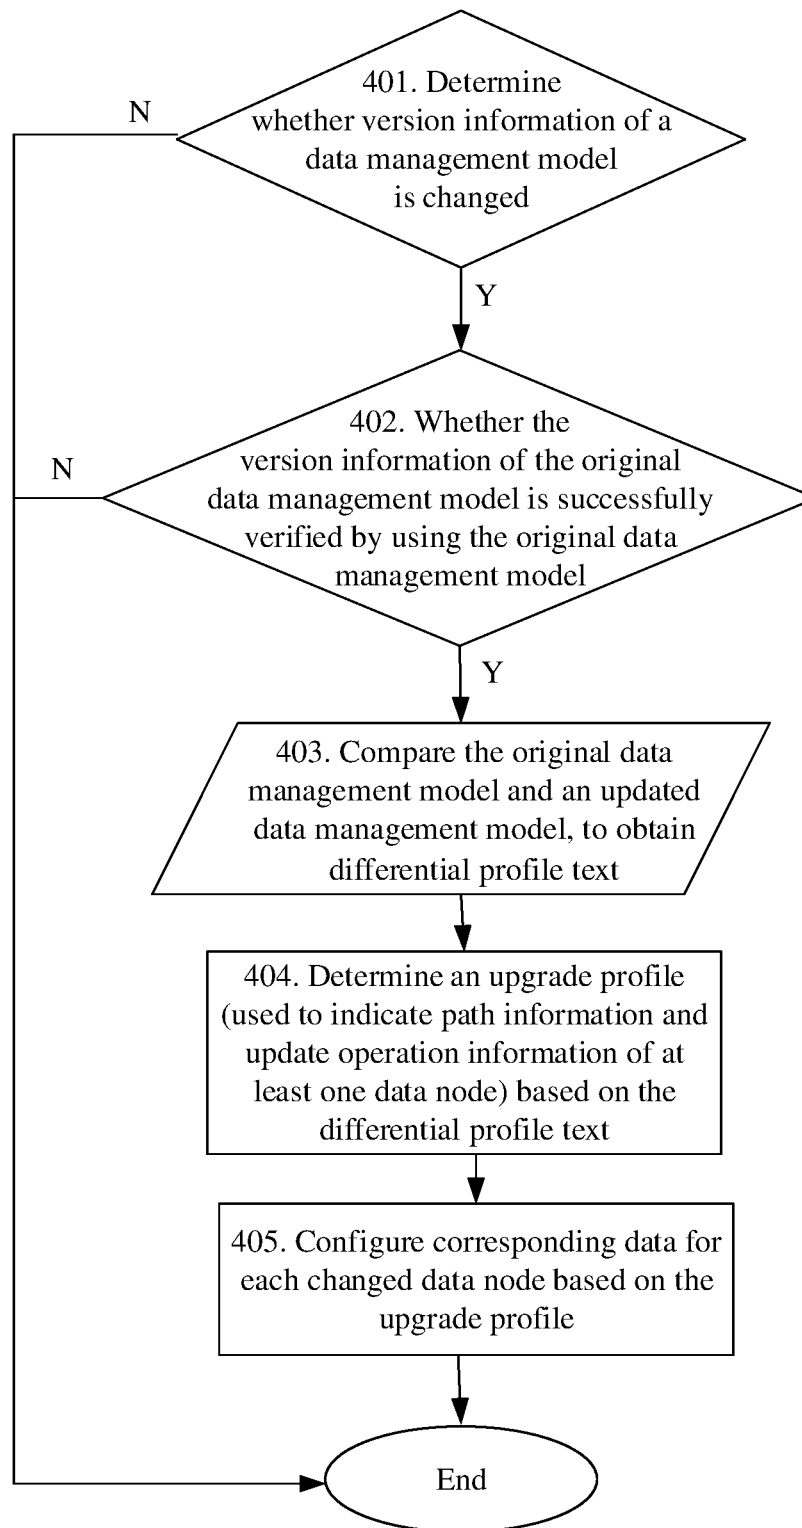 401. Determine
whether version information of a
data management model
is changed
N
Y
402. Whether the
version information of the original
data management model is successfully
verified by using the original data
management model
N
Y
403. Compare the original data
management model and an updated
data management model, to obtain
differential profile text
404. Determine an upgrade profile
(used to indicate path information and
update operation information of at
least one data node) based on the
differential profile text
405. Configure corresponding data for
each changed data node based on the
upgrade profile
End